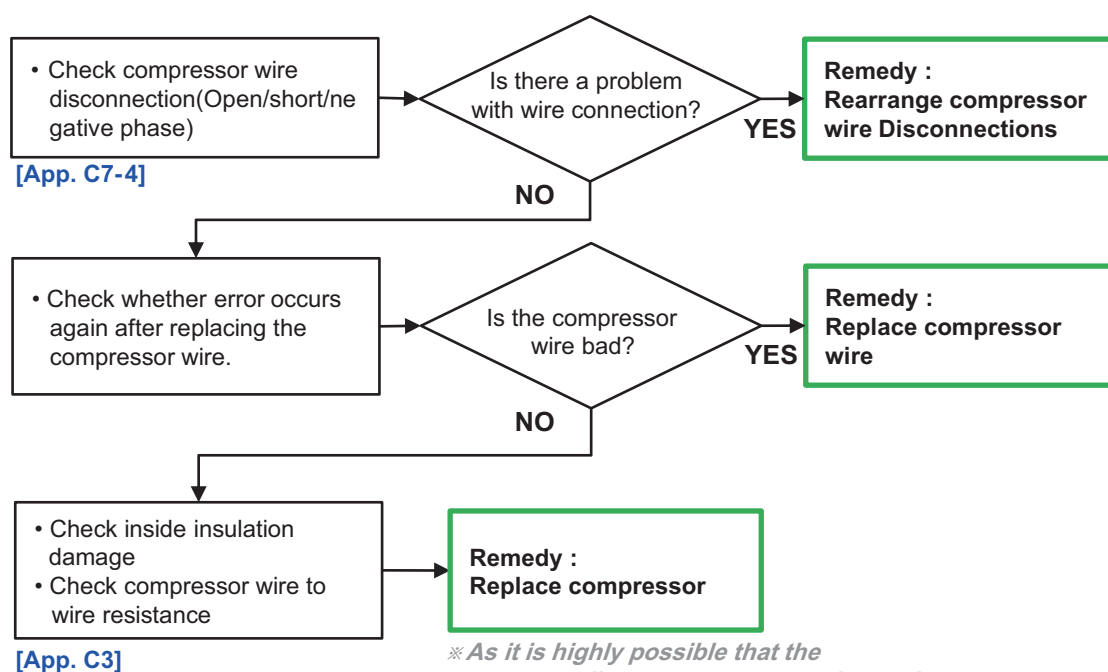 • Check compressor wire
disconnection(Open/short/ne
gative phase)
[App. C7-4]
Is there a problem
with wire connection?
YES
Remedy :
Rearrange compressor
wire Disconnections
NO
• Check whether error occurs
again after replacing the
compressor wire.
Is the compressor
wire bad?
YES
Remedy :
Replace compressor
wire
NO
• Check inside insulation
damage
• Check compressor wire to
wire resistance
[App. C3]
Remedy :
Replace compressor
※ As it is highly possible that the